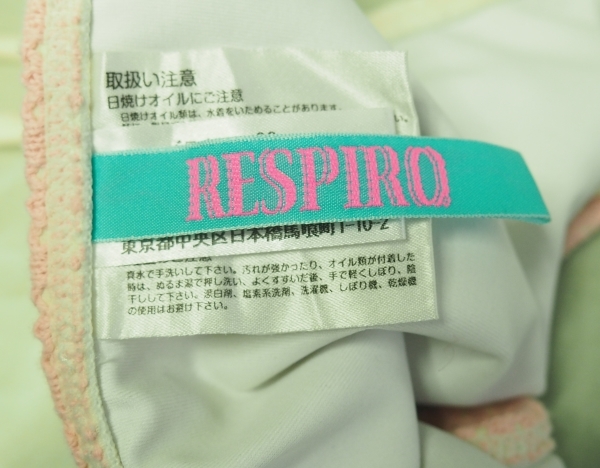 取扱い注意
日焼けオイルにご注意
日焼けオイル類は、水着をいためることがあります。
RESPIRO
東京都中央区日本橋馬喰町1-10-2
ご注意
真水で手洗いして下さい。汚れが強かったり、オイル類が付着した
時は、ぬるま湯で押し洗い、よくすすいだ後、手で軽くしぼり、陰
干しして下さい。漂白剤、塩素系洗剤、洗濯機、しぼり機、乾燥機
の使用はお避け下さい。